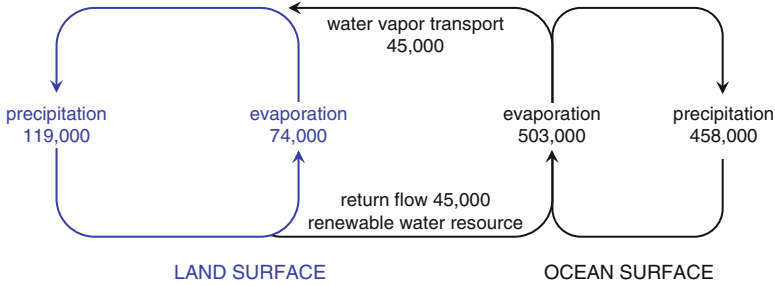 water vapor transport
45,000
precipitation
119,000
evaporation
74,000
evaporation
503,000
precipitation
458,000
return flow 45,000
renewable water resource
LAND SURFACE
OCEAN SURFACE